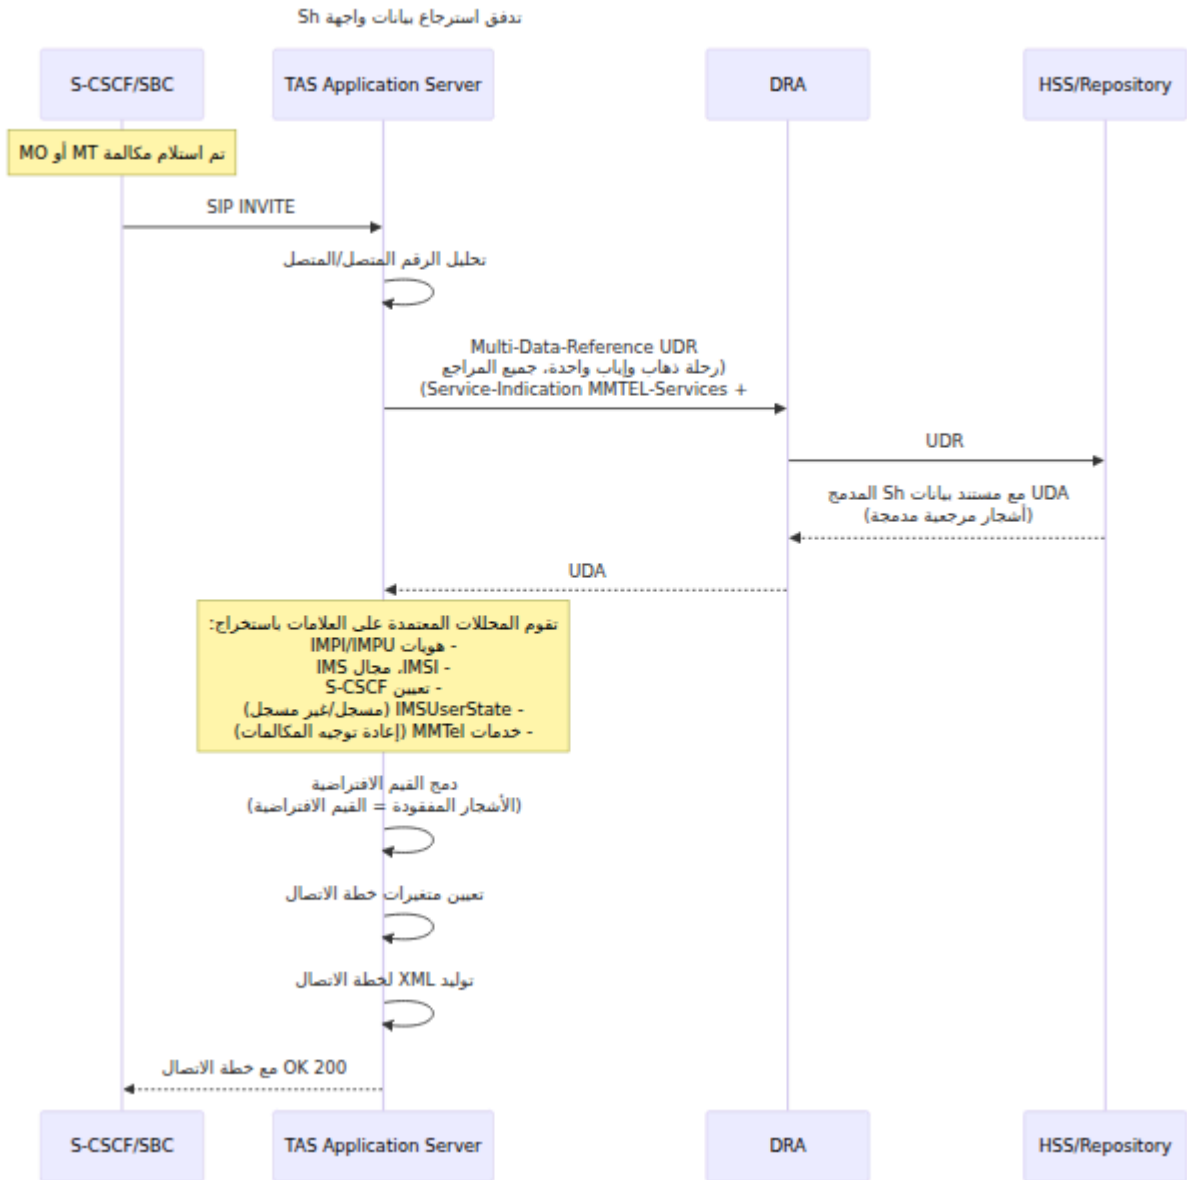 تدفق استرجاع بيانات واجهة Sh
S-CSCF/SBC
TAS Application Server
DRA
HSS/Repository
تم استلام مكالمة MT أو MO
SIP INVITE
تحليل الرقم المتصل/المتصل
Multi-Data-Reference UDR
(رحلة ذهاب وإياب واحدة، جميع المراجع
+ Service-Indication MMTEL-Services)
UDR
UDA مع مستند بيانات Sh المدمج
(أشجار مرجعية مدمجة)
UDA
تقوم المحللات المعتمدة على العلامات باستخراج:
- هويات IMPI/IMPU
- IMSI، مجال IMS
- تعيين S-CSCF
- IMSUserState (مسجل/غير مسجل)
- خدمات MMTel (إعادة توجيه المكالمات)
دمج القيم الافتراضية
(الأشجار المفقودة = القيم الافتراضية)
تعيين متغيرات خطة الاتصال
توليد XML لخطة الاتصال
200 OK مع خطة الاتصال
S-CSCF/SBC
TAS Application Server
DRA
HSS/Repository